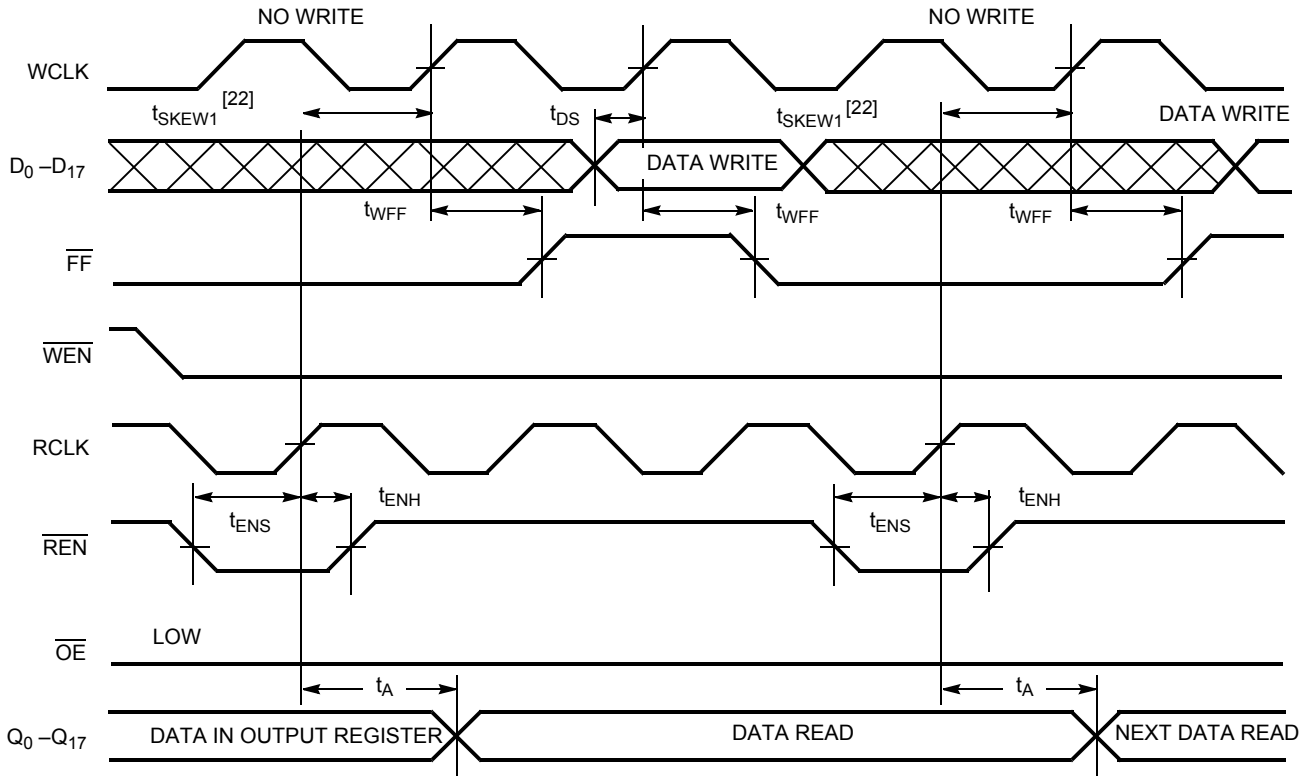 NO WRITE NO WRITE
WCLK
tSKEW1 [22] tDS tSKEW1 [22] DATA WRITE
D0 –D17 DATA WRITE
tWFF tWFF tWFF
FF
WEN
RCLK
tENH tENH
tENS tENS
REN
LOW
OE
tA tA
Q0 –Q17 DATA IN OUTPUT REGISTER DATA READ NEXT DATA READ